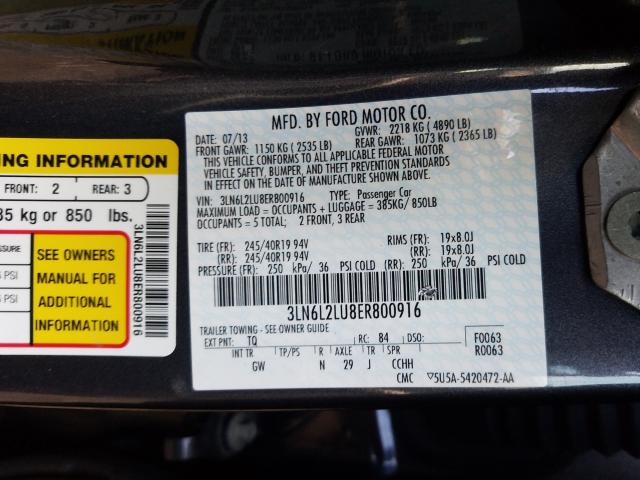 MFD. BY FORD MOTOR CO.
DATE: 07/13 GVWR: 2218 KG ( 4890 LB)
FRONT GAWR: 1150 KG ( 2535 LB) REAR GAWR: 1073 KG ( 2365 LB)
THIS VEHICLE CONFORMS TO ALL APPLICABLE FEDERAL MOTOR
VEHICLE SAFETY, BUMPER, AND THEFT PREVENTION STANDARDS
IN EFFECT ON THE DATE OF MANUFACTURE SHOWN ABOVE.
VIN: 3LN6L2LU8ER800916 TYPE: Passenger Car
MAXIMUM LOAD = OCCUPANTS + LUGGAGE = 385KG/ 850LB
OCCUPANTS = 5 TOTAL; 2 FRONT, 3 REAR
TIRE (FR): 245/40R19 94V RIMS (FR): 19x8.0J
(RR): 245/40R19 94V (RR): 19x8.0J
PRESSURE (FR): 250 kPa/ 36 PSI COLD (RR): 250 kPa/ 36 PSI COLD
3LN6L2LU8ER800916
TRAILER TOWING - SEE OWNER GUIDE
EXT PNT: TQ RC: 84 DSO: F0063
R0063
INT TR TP/PS R AXLE TR SPR
GW N 29 J CCHH
CMC 5U5A-5420472-AA
NG INFORMATION
FRONT: 2 REAR: 3
85 kg or 850 lbs.
SEE OWNERS
MANUAL FOR
ADDITIONAL
INFORMATION
PSI
PSI
3LN6L2LU8ER800916